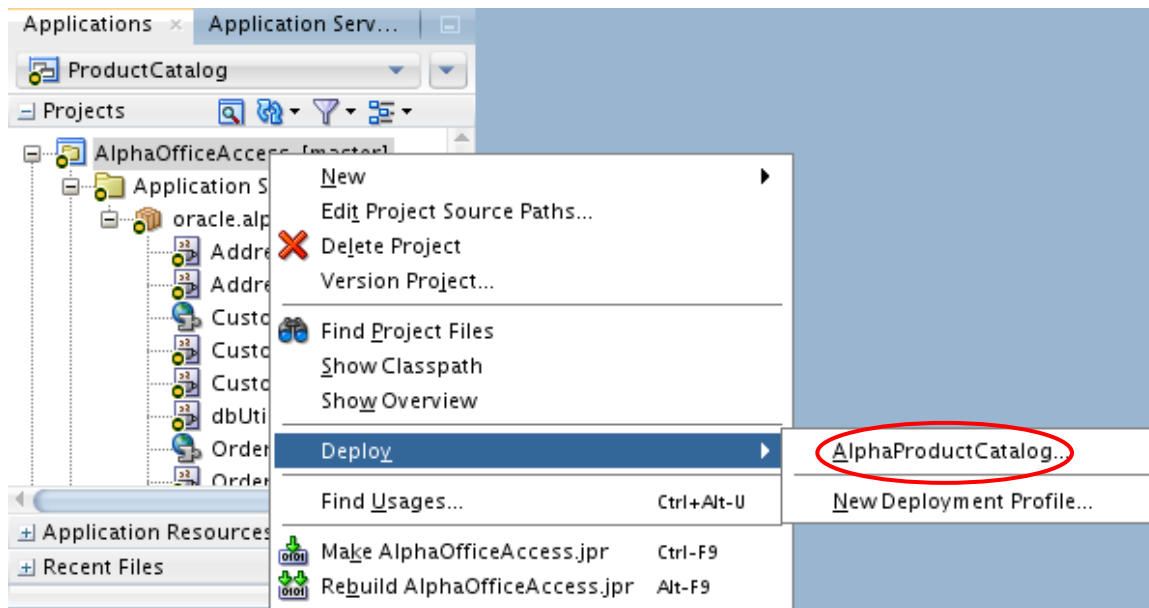 Applications Application Serv...
ProductCatalog
Projects
AlphaOfficeAccess [master]
Application S
oracle.alp
Addre
Addre
Custo
Custo
Custo
dbUti
Order
Order
Application Resources
Recent Files
New
Edit Project Source Paths...
Delete Project
Version Project...
Find Project Files
Show Classpath
Show Overview
Deploy
Find Usages... Ctrl+Alt-U
Make AlphaOfficeAccess.jpr Ctrl-F9
Rebuild AlphaOfficeAccess.jpr Alt-F9
AlphaProductCatalog...
New Deployment Profile...